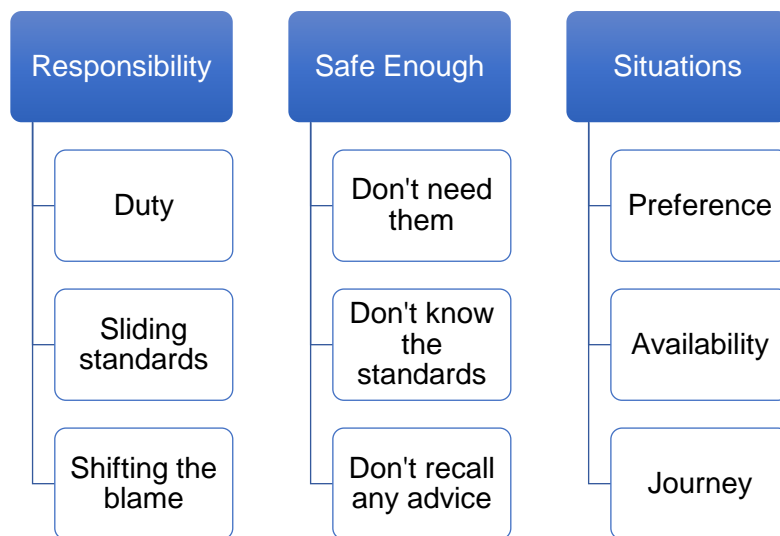 Responsibility
Duty
Sliding
standards
Shifting the
blame
Safe Enough
Don't need
them
Don't know
the
standards
Don't recall
any advice
Situations
Preference
Availability
Journey